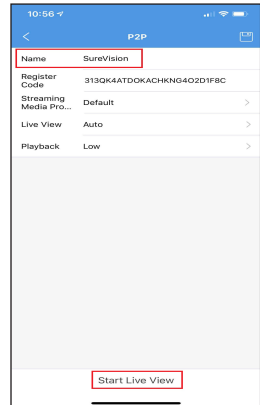 10:56
P2P
Name SureVision
Register Code 313QK4ATDOKACHKNG4O2D1F8C
Streaming Media Pro... Default
Live View Auto
Playback Low
Start Live View